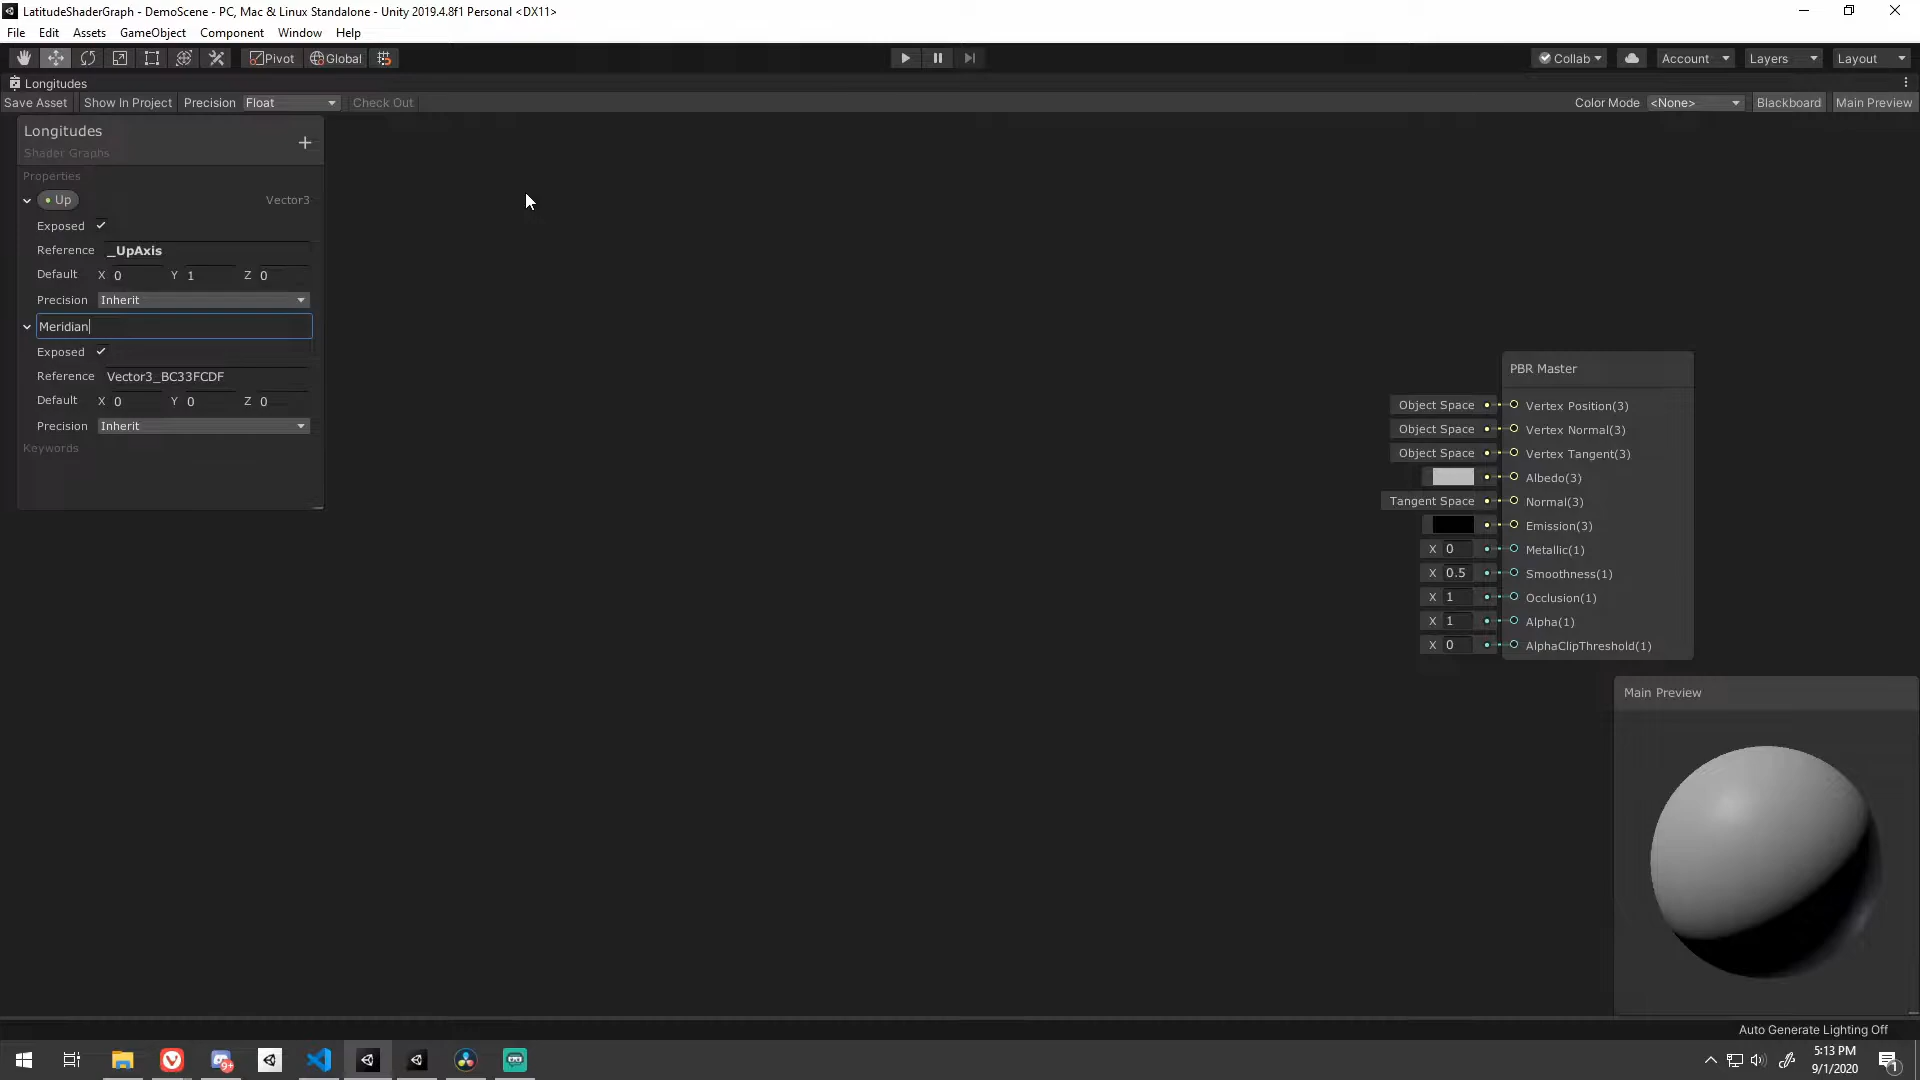 LatitudeShaderGraph - DemoScene - PC, Mac & Linux Standalone - Unity 2019.4.8f1 Personal <DX11>
File Edit Assets GameObject Component Window Help
Pivot Global Collab Account Layers Layout
Longitudes
Save Asset Show In Project Precision Float Check Out Color Mode <None> Blackboard Main Preview
Longitudes
Shader Graphs
Properties
Up Vector3
Exposed
Reference _UpAxis
Default X 0 Y 1 Z 0
Precision Inherit
Meridian
Exposed
Reference Vector3_BC33FCDF
Default X 0 Y 0 Z 0
Precision Inherit
Keywords
PBR Master
Object Space Vertex Position(3)
Object Space Vertex Normal(3)
Object Space Vertex Tangent(3)
Albedo(3)
Tangent Space Normal(3)
Emission(3)
X 0 Metallic(1)
X 0.5 Smoothness(1)
X 1 Occlusion(1)
X 1 Alpha(1)
X 0 AlphaClipThreshold(1)
Main Preview
Auto Generate Lighting Off
9+
5:13 PM
9/1/2020
1